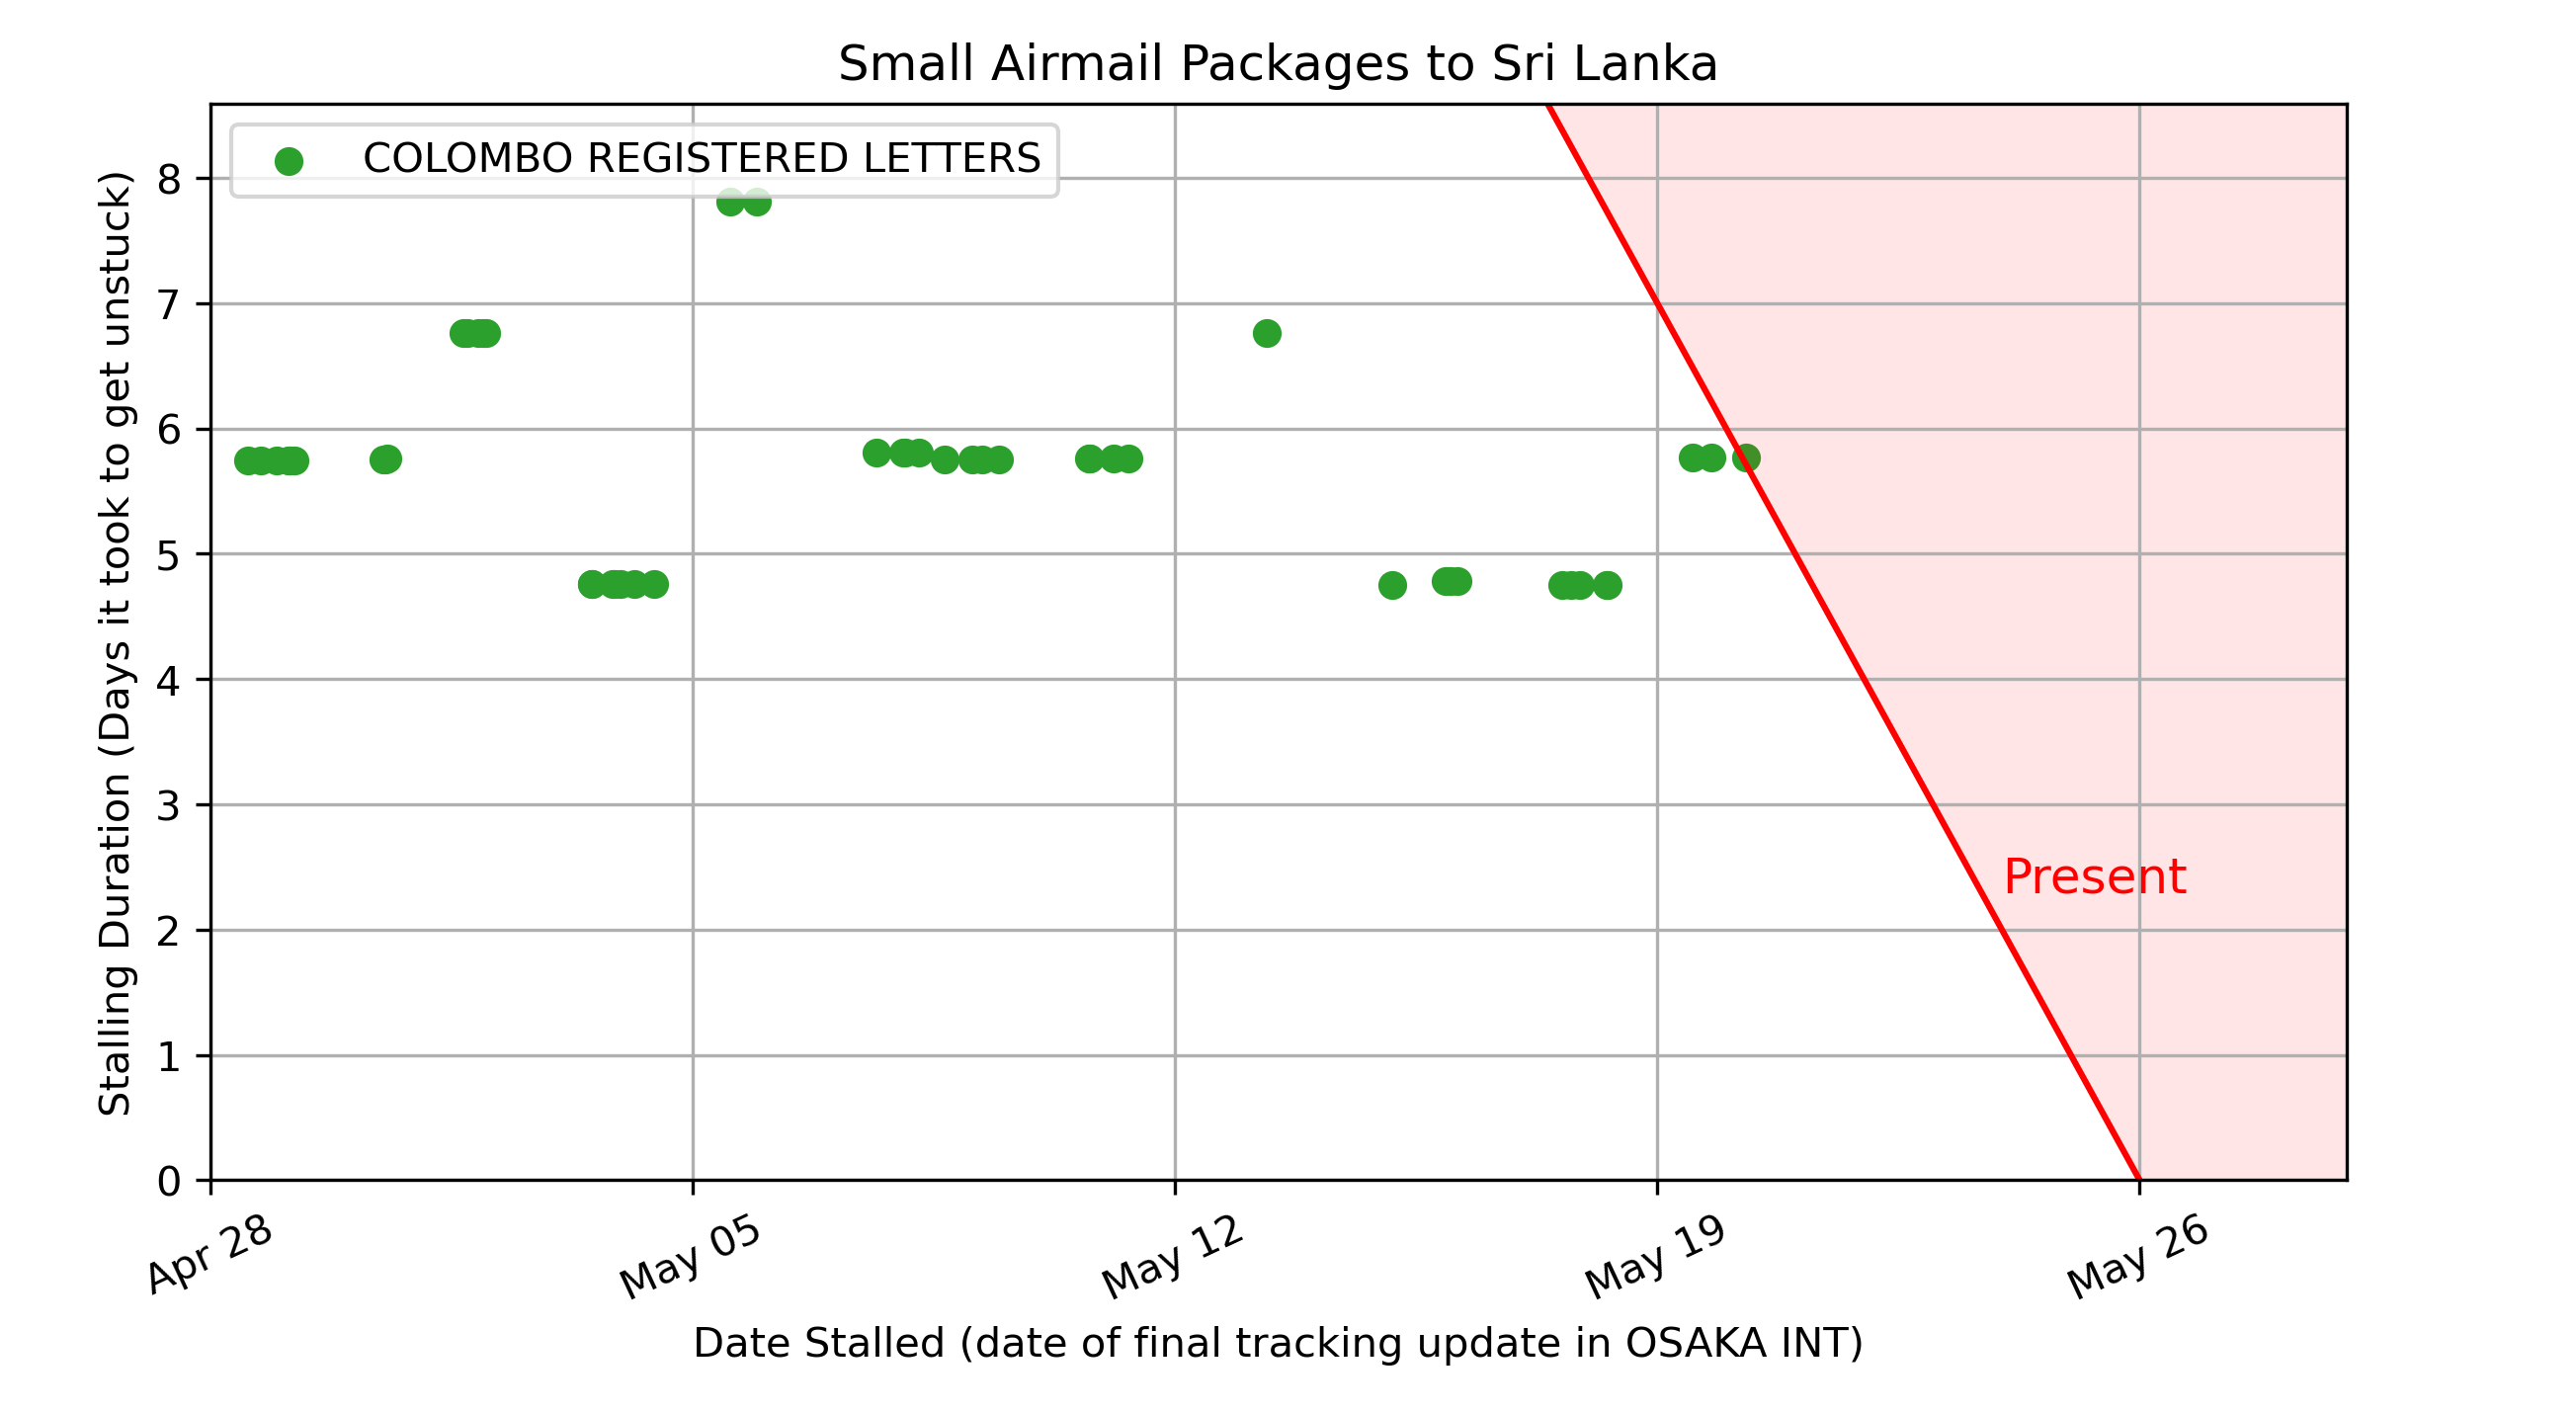 Small Airmail Packages to Sri Lanka
COLOMBO REGISTERED LETTERS
Stalling Duration (Days it took to get unstuck)
8
7
6
5
4
3
2
1
0
Present
Apr 28
May 05
May 12
May 19
May 26
Date Stalled (date of final tracking update in OSAKA INT)